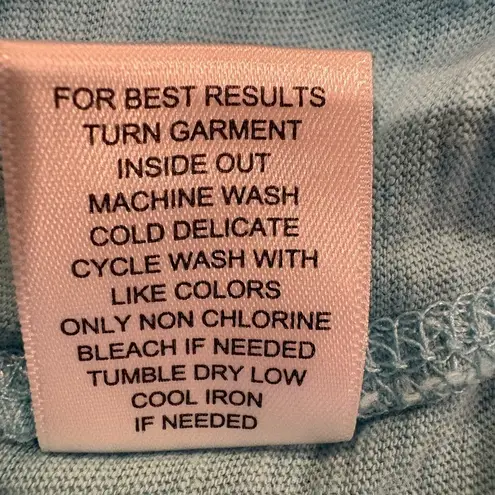 FOR BEST RESULTS
TURN GARMENT
INSIDE OUT
MACHINE WASH
COLD DELICATE
CYCLE WASH WITH
LIKE COLORS
ONLY NON CHLORINE
BLEACH IF NEEDED
TUMBLE DRY LOW
COOL IRON
IF NEEDED